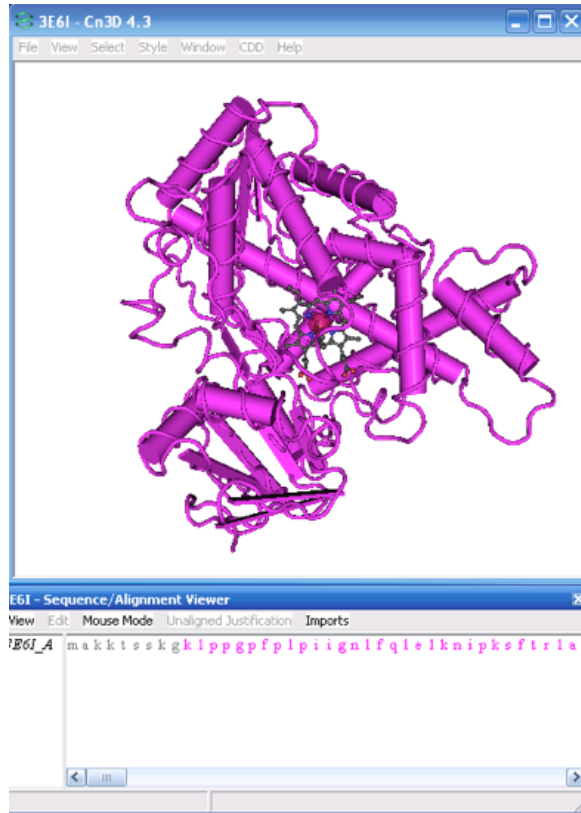 3E6I - Cn3D 4.3
File View Select Style Window CDD Help
E6I - Sequence/Alignment Viewer
View Edit Mouse Mode Unaligned Justification Imports
3E6I_A m a k k t s s k g k l p p g p f p l p i i g n l f q l e l k n i p k s f t r l a